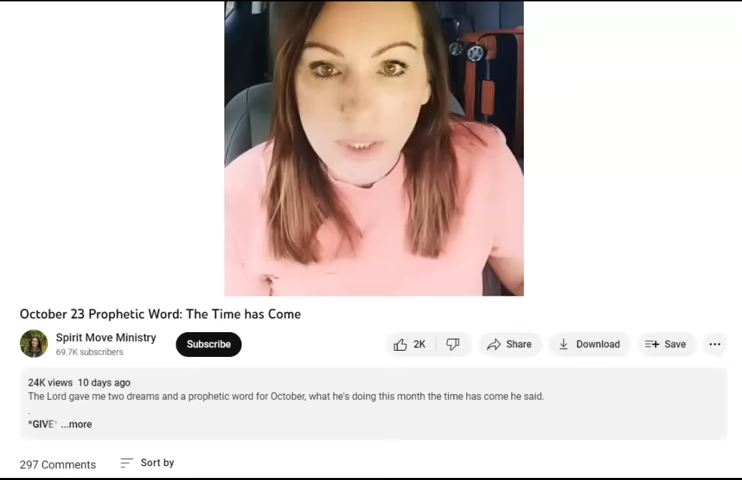 October 23 Prophetic Word: The Time has Come
Spirit Move Ministry
69.7K subscribers
Subscribe
2K
Share
Download
Save
24K views 10 days ago
The Lord gave me two dreams and a prophetic word for October, what he's doing this month the time has come he said.
.
*GIVE* ...more
297 Comments
Sort by